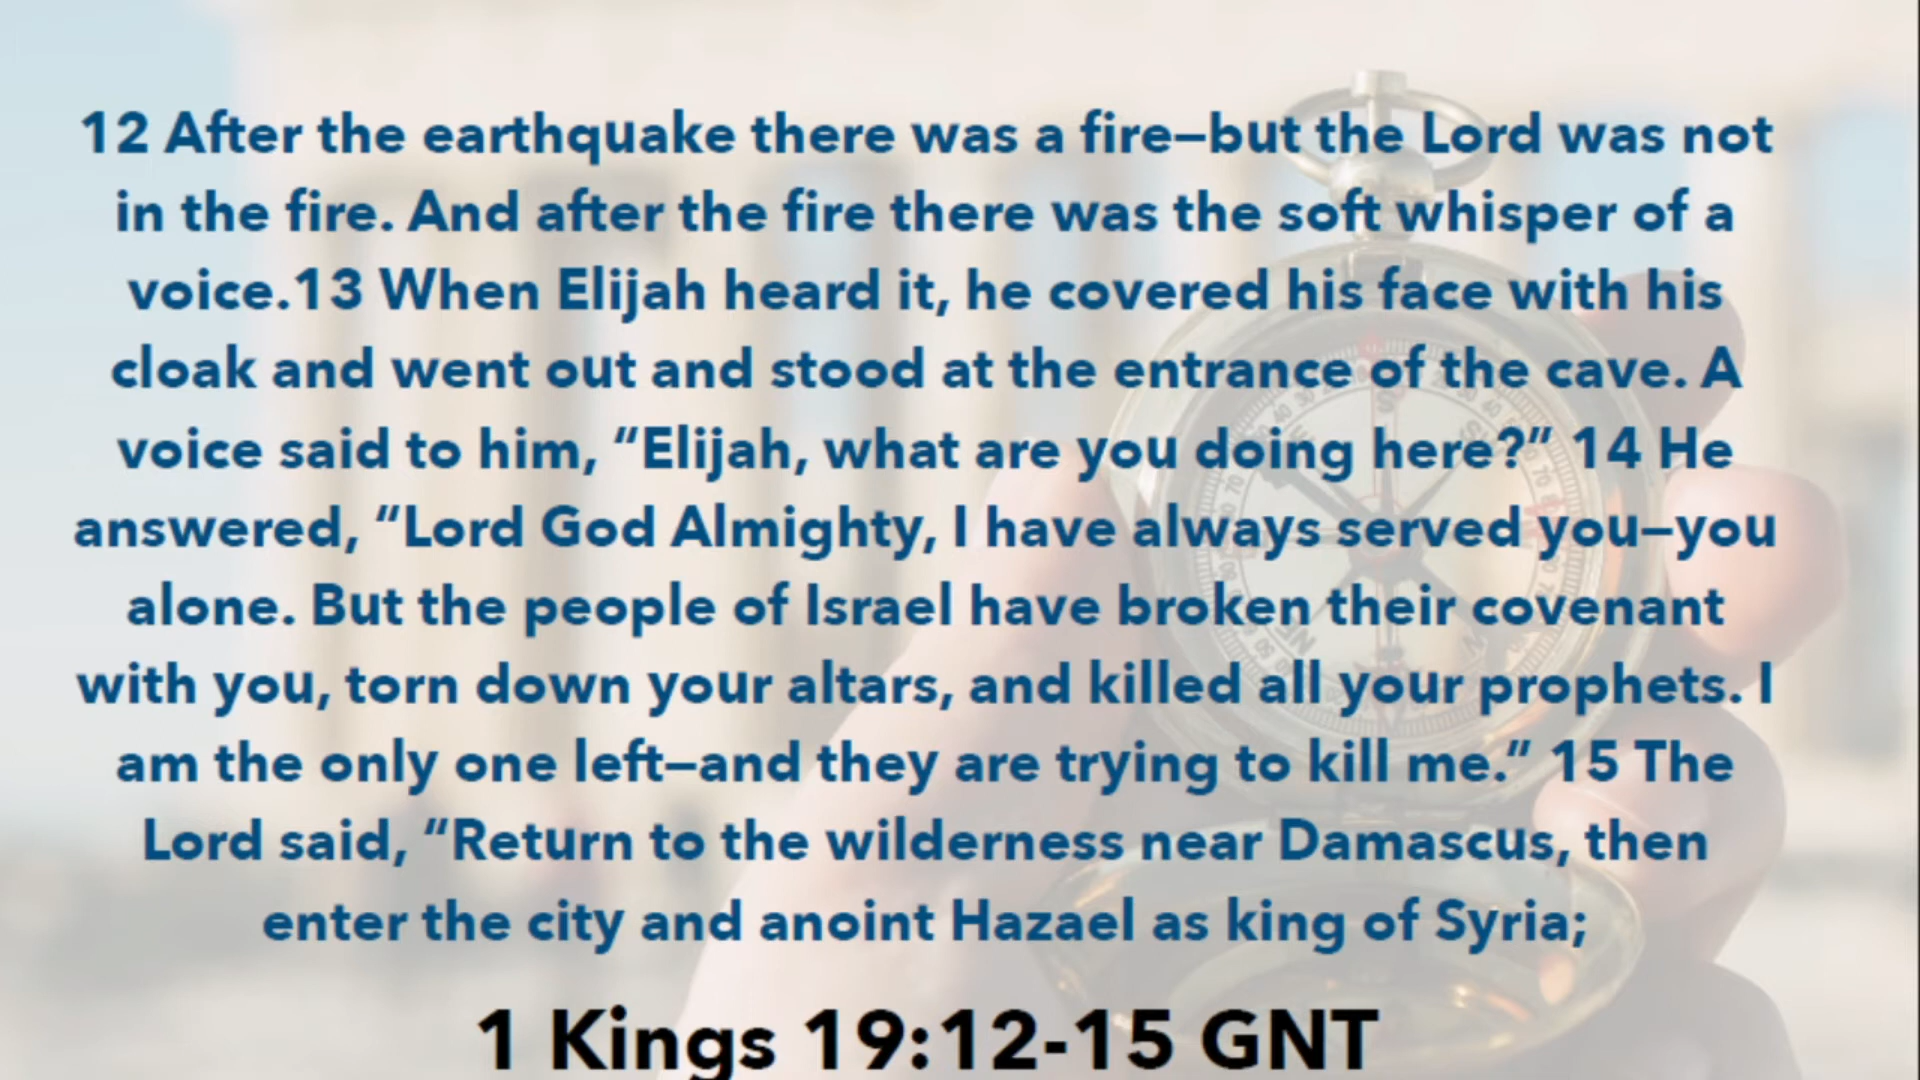 12 After the earthquake there was a fire—but the Lord was not
in the fire. And after the fire there was the soft whisper of a
voice.13 When Elijah heard it, he covered his face with his
cloak and went out and stood at the entrance of the cave. A
voice said to him, “Elijah, what are you doing here?” 14 He
answered, “Lord God Almighty, I have always served you—you
alone. But the people of Israel have broken their covenant
with you, torn down your altars, and killed all your prophets. I
am the only one left—and they are trying to kill me.” 15 The
Lord said, “Return to the wilderness near Damascus, then
enter the city and anoint Hazael as king of Syria;
1 Kings 19:12-15 GNT